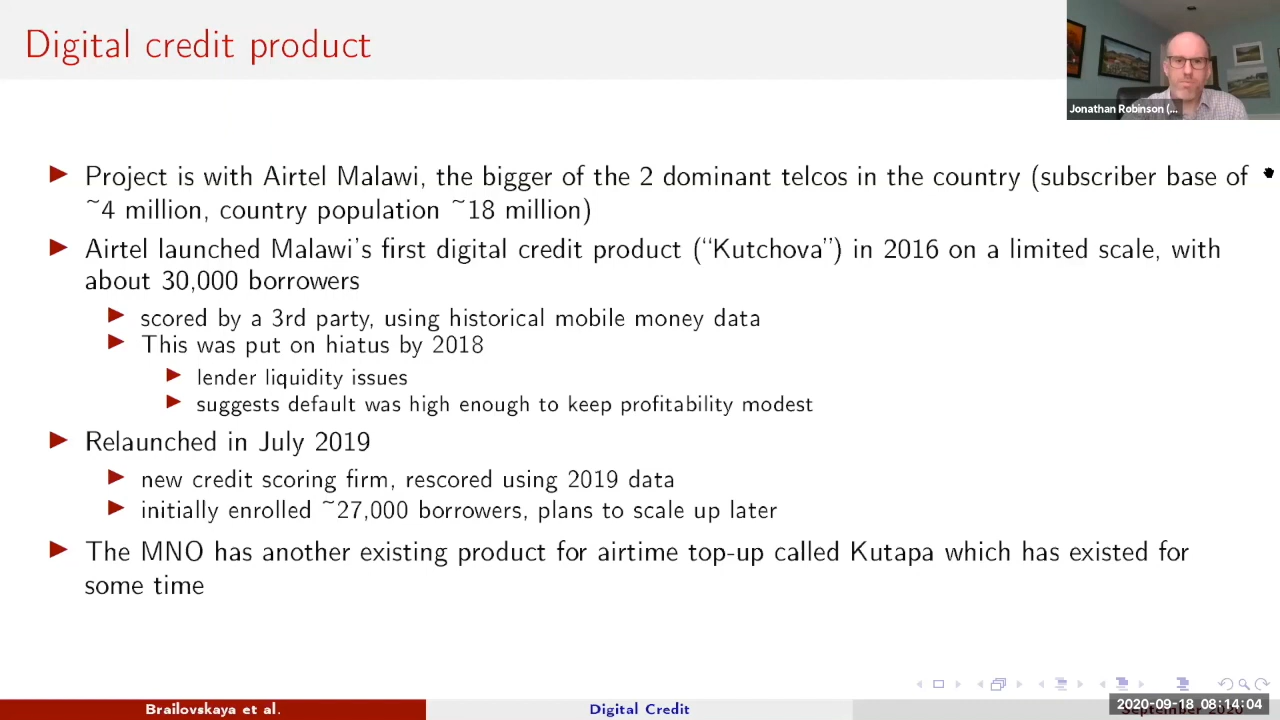 Digital credit product
Jonathan Robinson (...
Project is with Airtel Malawi, the bigger of the 2 dominant telcos in the country (subscriber base of
~4 million, country population ~18 million)
Airtel launched Malawi's first digital credit product (“Kutchova”) in 2016 on a limited scale, with
about 30,000 borrowers
scored by a 3rd party, using historical mobile money data
This was put on hiatus by 2018
lender liquidity issues
suggests default was high enough to keep profitability modest
Relaunched in July 2019
new credit scoring firm, rescored using 2019 data
initially enrolled ~27,000 borrowers, plans to scale up later
The MNO has another existing product for airtime top-up called Kutapa which has existed for
some time
Brailovskaya et al.
Digital Credit
September 2020
2020-09-18 08:14:04